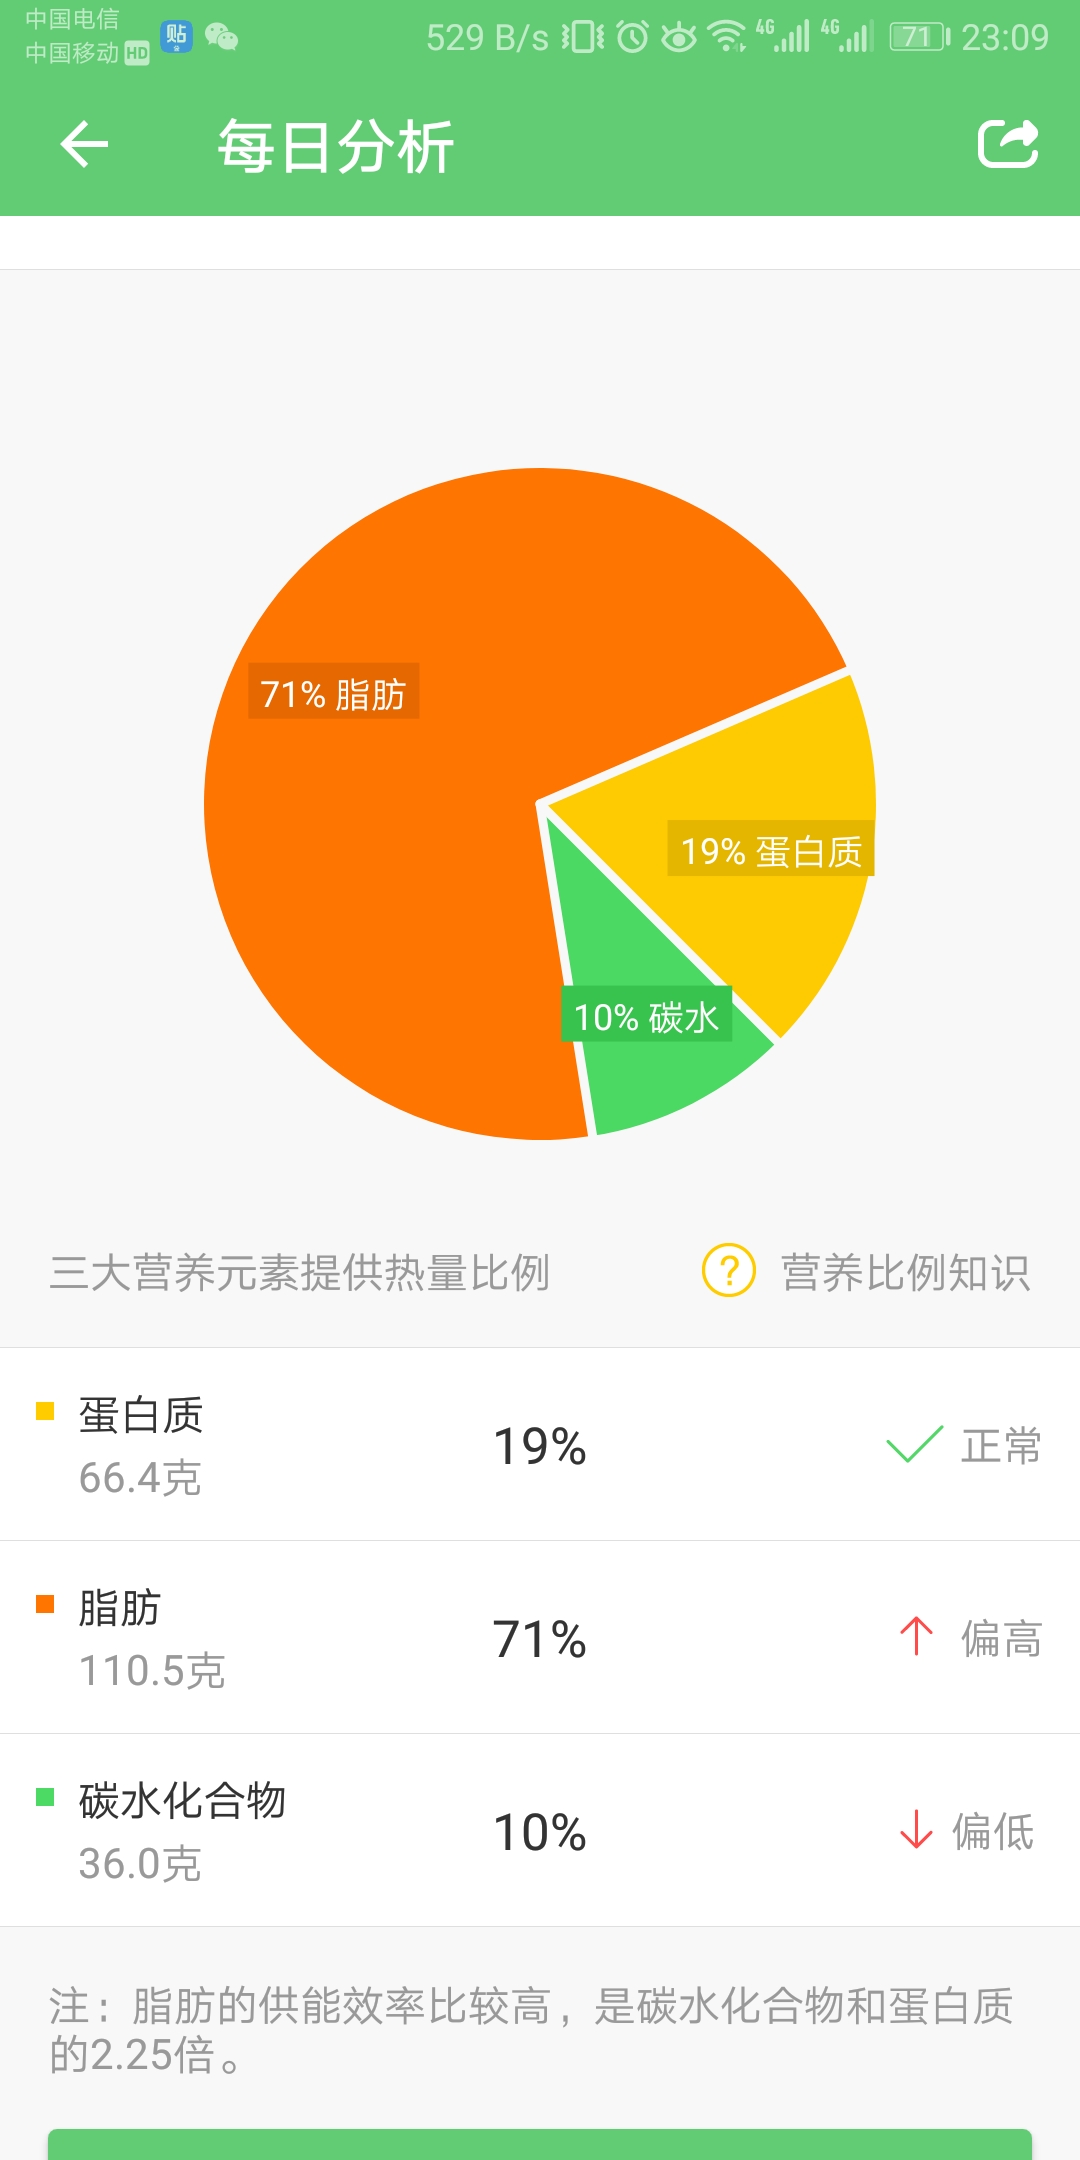 中国电信
中国移动 HD 贴吧 529 B/s 4G 4G 71 23:09
每日分析
71% 脂肪
19% 蛋白质
10% 碳水
三大营养元素提供热量比例 ? 营养比例知识
蛋白质
66.4克
19%
正常
脂肪
110.5克
71%
偏高
碳水化合物
36.0克
10%
偏低
注：脂肪的供能效率比较高，是碳水化合物和蛋白质
的2.25倍。